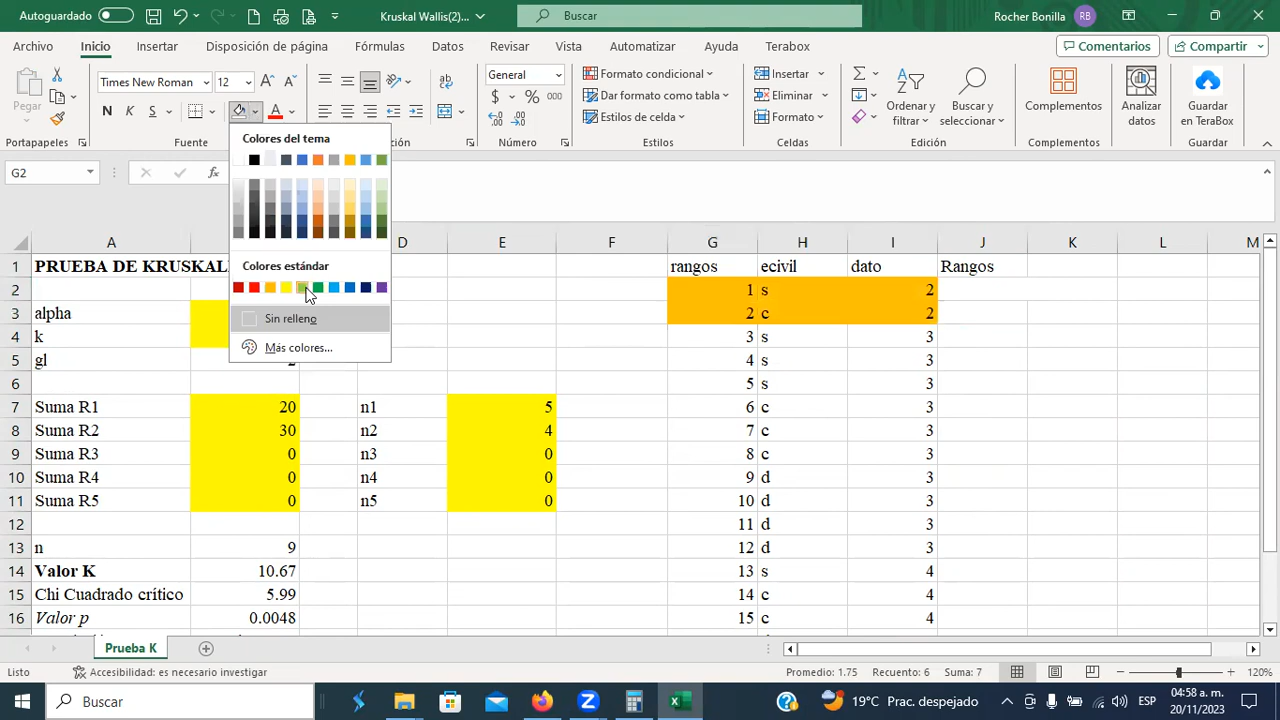 Autoguardado
Kruskal Wallis(2)...
Buscar
Rocher Bonilla
RB
Archivo
Inicio
Insertar
Disposición de página
Fórmulas
Datos
Revisar
Vista
Automatizar
Ayuda
Terabox
Comentarios
Compartir
Pegar
Times New Roman
12
N K S
General
$ % 000
Formato condicional
Dar formato como tabla
Estilos de celda
Insertar
Eliminar
Formato
Ordenar y filtrar
Buscar y seleccionar
Complementos
Analizar datos
Guardar en TeraBox
Portapapeles
Número
Edición
Complementos
Guardar
G2
fx
Colores del tema
Colores estándar
Sin relleno
Más colores...
A D E F G H I J K L M
1 PRUEBA DE KRUSKAL rangos ecivil dato Rangos
2 1 s 2
3 alpha 2 c 2
4 k 3 s 3
5 gl 2 4 s 3
6 5 s 3
7 Suma R1 20 n1 5 6 c 3
8 Suma R2 30 n2 4 7 c 3
9 Suma R3 0 n3 0 8 c 3
10 Suma R4 0 n4 0 9 d 3
11 Suma R5 0 n5 0 10 d 3
12 11 d 3
13 n 9 12 d 3
14 Valor K 10.67 13 s 4
15 Chi Cuadrado crítico 5.99 14 c 4
16 Valor p 0.0048 15 c 4
Prueba K
Listo
Accesibilidad: es necesario investigar
Promedio: 1.75
Recuento: 6
Suma: 7
120%
Buscar
19°C Prac. despejado
ESP
04:58 a. m.
20/11/2023